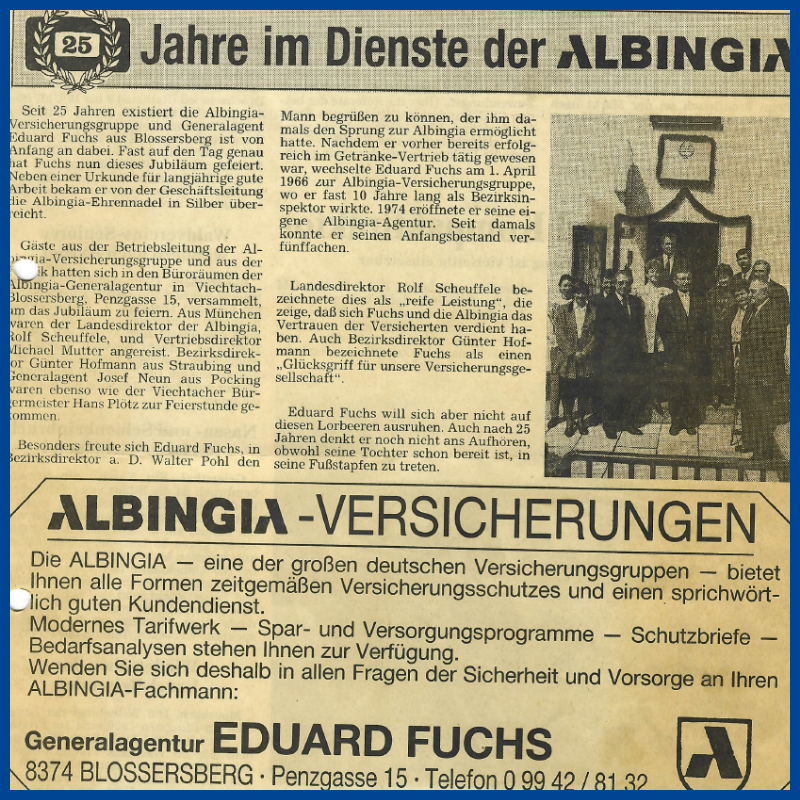 25 Jahre im Dienste der ALBINGIA
Seit 25 Jahren existiert die Albingia-
Versicherungsgruppe und Generalagent
Eduard Fuchs aus Blossersberg ist von
Anfang an dabei. Fast auf den Tag genau
hat Fuchs nun dieses Jubiläum gefeiert.
Neben einer Urkunde für langjährige gute
Arbeit bekam er von der Geschäftsleitung
die Albingia-Ehrennadel in Silber über-
reicht.
Gäste aus der Betriebsleitung der Al-
bingia-Versicherungsgruppe und aus der
hatten sich in den Büroräumen der
Albingia-Generalagentur in Viechtach-
Blossersberg, Penzgasse 15, versammelt,
um das Jubiläum zu feiern. Aus München
waren der Landesdirektor der Albingia,
Rolf Scheuffele, und Vertriebsdirektor
Michael Mutter angereist. Bezirksdirek-
tor Günter Hofmann aus Straubing und
Generalagent Josef Neun aus Pocking
waren ebenso wie der Viechtacher Bür-
germeister Hans Plötz zur Feierstunde ge-
kommen.
Besonders freute sich Eduard Fuchs, in
Bezirksdirektor a. D. Walter Pohl den
Mann begrüßen zu können, der ihm da-
mals den Sprung zur Albingia ermöglicht
hatte. Nachdem er vorher bereits erfolg-
reich im Getränke-Vertrieb tätig gewesen
war, wechselte Eduard Fuchs am 1. April
1966 zur Albingia-Versicherungsgruppe,
wo er fast 10 Jahre lang als Bezirksin-
spektor wirkte. 1974 eröffnete er seine ei-
gene Albingia-Agentur. Seit damals
konnte er seinen Anfangsbestand ver-
fünffachen.
Landesdirektor Rolf Scheuffele be-
zeichnete dies als „reife Leistung“, die
zeige, daß sich Fuchs und die Albingia das
Vertrauen der Versicherten verdient ha-
ben. Auch Bezirksdirektor Günter Hof-
mann bezeichnete Fuchs als einen
„Glücksgriff für unsere Versicherungsge-
sellschaft“.
Eduard Fuchs will sich aber nicht auf
diesen Lorbeeren ausruhen. Auch nach 25
Jahren denkt er noch nicht ans Aufhören,
obwohl seine Tochter schon bereit ist, in
seine Fußstapfen zu treten.
ALBINGIA-VERSICHERUNGEN
Die ALBINGIA — eine der großen deutschen Versicherungsgruppen — bietet
Ihnen alle Formen zeitgemäßen Versicherungsschutzes und einen sprichwört-
lich guten Kundendienst.
Modernes Tarifwerk — Spar- und Versorgungsprogramme — Schutzbriefe —
Bedarfsanalysen stehen Ihnen zur Verfügung.
Wenden Sie sich deshalb in allen Fragen der Sicherheit und Vorsorge an Ihren
ALBINGIA-Fachmann:
Generalagentur EDUARD FUCHS
8374 BLOSSERSBERG · Penzgasse 15 · Telefon 0 99 42 / 81 32